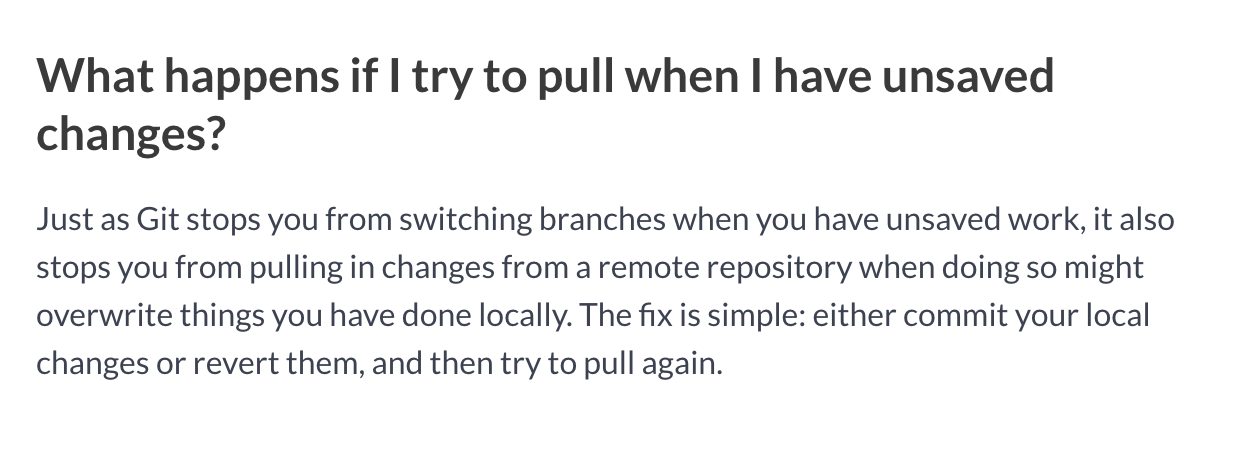 What happens if I try to pull when I have unsaved
changes?
Just as Git stops you from switching branches when you have unsaved work, it also
stops you from pulling in changes from a remote repository when doing so might
overwrite things you have done locally. The fix is simple: either commit your local
changes or revert them, and then try to pull again.